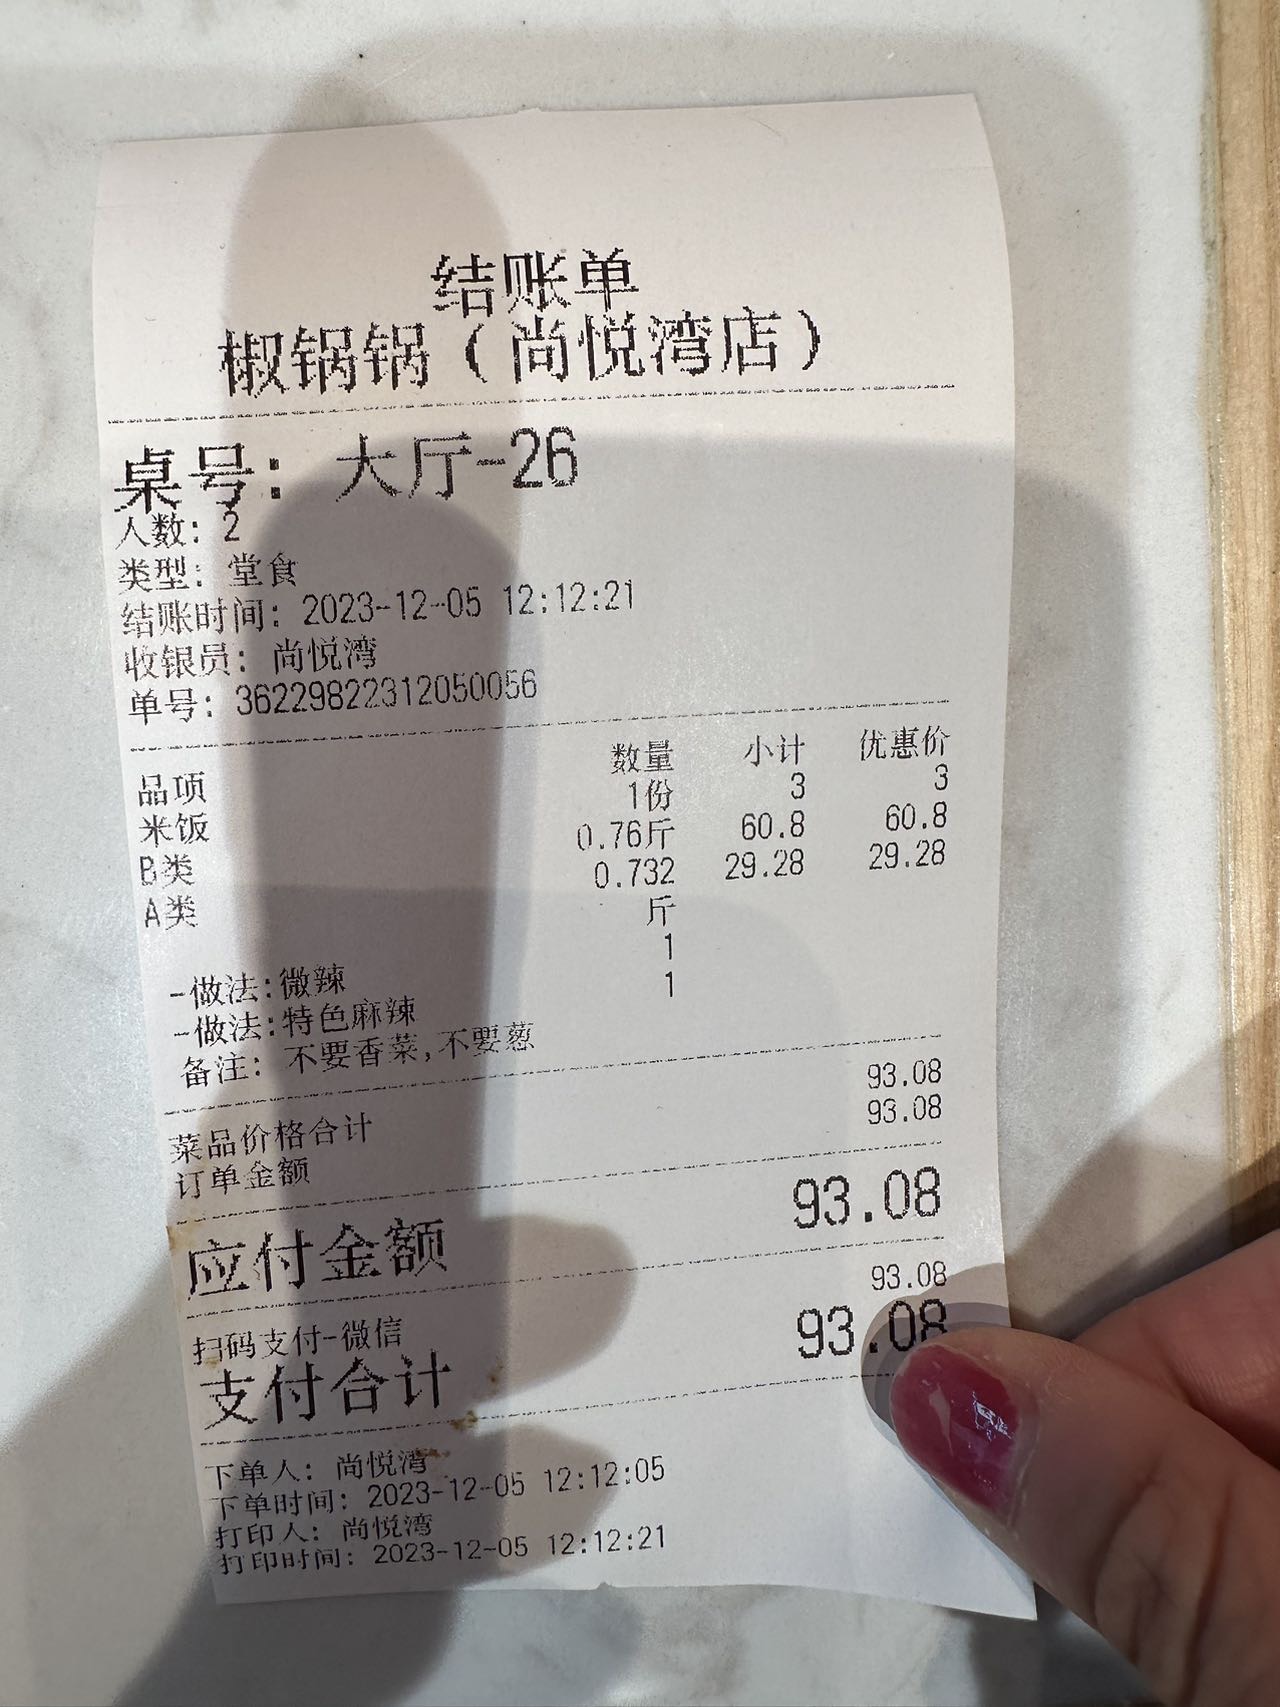 结账单
椒锅锅（尚悦湾店）
桌号：大厅-26
人数：2
类型：堂食
结账时间：2023-12-05 12:12:21
收银员：尚悦湾
单号：36229822312050056
品项 数量 小计 优惠价
米饭 1份 3 3
B类 0.76斤 60.8 60.8
A类 0.732斤 29.28 29.28
-做法:微辣 1
-做法:特色麻辣 1
备注：不要香菜,不要葱
菜品价格合计 93.08
订单金额 93.08
应付金额 93.08
扫码支付-微信 93.08
支付合计 93.08
下单人：尚悦湾
下单时间：2023-12-05 12:12:05
打印人：尚悦湾
打印时间：2023-12-05 12:12:21